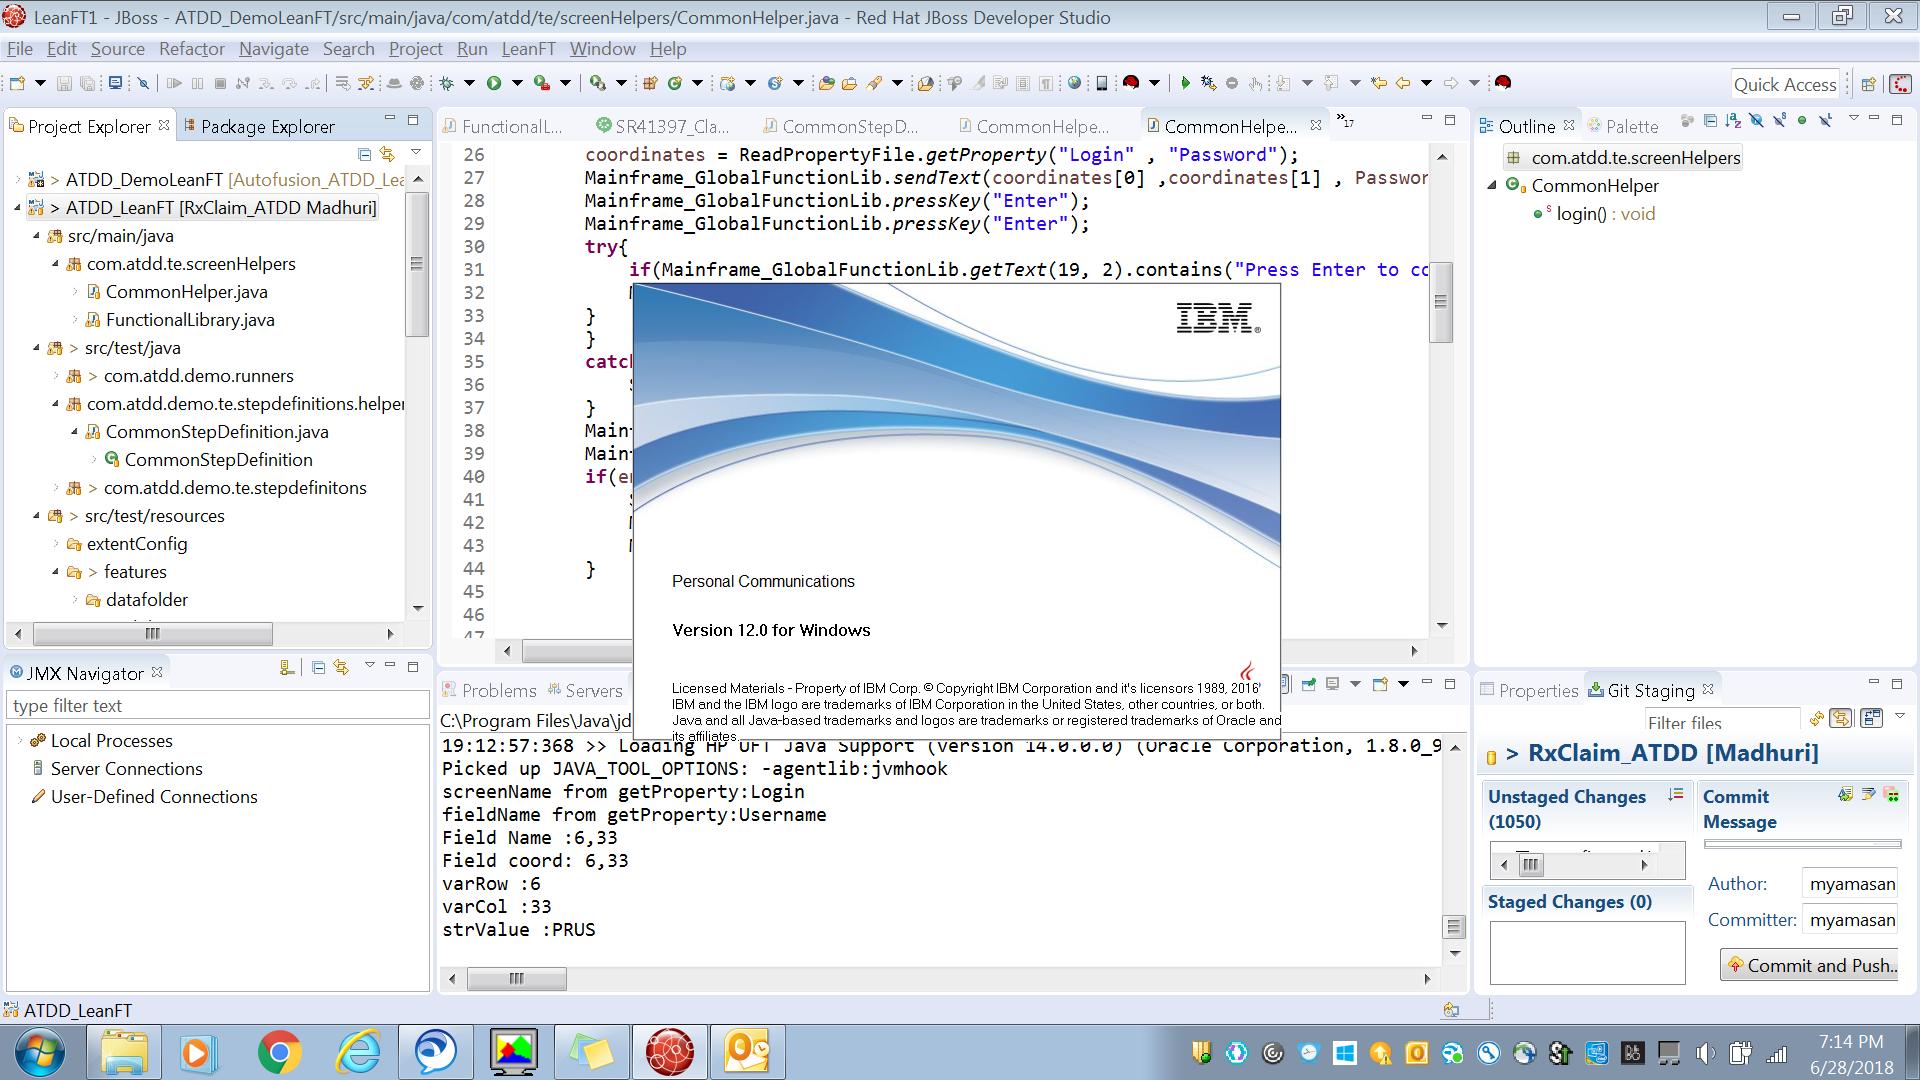 LeanFT1 - JBoss - ATDD_DemoLeanFT/src/main/java/com/atdd/te/screenHelpers/CommonHelper.java - Red Hat JBoss Developer Studio
File Edit Source Refactor Navigate Search Project Run LeanFT Window Help
Quick Access
Project Explorer Package Explorer
> ATDD_DemoLeanFT [Autofusion_ATDD_Lea
> ATDD_LeanFT [RxClaim_ATDD Madhuri]
src/main/java
com.atdd.te.screenHelpers
CommonHelper.java
FunctionalLibrary.java
> src/test/java
> com.atdd.demo.runners
com.atdd.demo.te.stepdefinitions.helper
CommonStepDefinition.java
CommonStepDefinition
> com.atdd.demo.te.stepdefinitons
> src/test/resources
extentConfig
> features
datafolder
JMX Navigator
type filter text
Local Processes
Server Connections
User-Defined Connections
FunctionalL... SR41397_Cla... CommonStepD... CommonHelpe... CommonHelpe... »17
26 coordinates = ReadPropertyFile.getProperty("Login" , "Password");
27 Mainframe_GlobalFunctionLib.sendText(coordinates[0] ,coordinates[1] , Passwor
28 Mainframe_GlobalFunctionLib.pressKey("Enter");
29 Mainframe_GlobalFunctionLib.pressKey("Enter");
30 try{
31 if(Mainframe_GlobalFunctionLib.getText(19, 2).contains("Press Enter to co
32
33 }
34 }
35 catc
36
37 }
38 Main
39 Main
40 if(e
41
42
43
44 }
45
46
47
IBM®
Personal Communications
Version 12.0 for Windows
Licensed Materials - Property of IBM Corp. © Copyright IBM Corporation and it's licensors 1989, 2016
IBM and the IBM logo are trademarks of IBM Corporation in the United States, other countries, or both.
Java and all Java-based trademarks and logos are trademarks or registered trademarks of Oracle and
its affiliates.
Problems Servers
C:\Program Files\Java\jd
19:12:57:368 >> Loading HP UFT Java Support (version 14.0.0.0) (Oracle Corporation, 1.8.0_9
Picked up JAVA_TOOL_OPTIONS: -agentlib:jvmhook
screenName from getProperty:Login
fieldName from getProperty:Username
Field Name :6,33
Field coord: 6,33
varRow :6
varCol :33
strValue :PRUS
Outline Palette
com.atdd.te.screenHelpers
CommonHelper
login() : void
Properties Git Staging
Filter files
> RxClaim_ATDD [Madhuri]
Unstaged Changes
(1050)
Staged Changes (0)
Commit
Message
Author: myamasan
Committer: myamasan
Commit and Push...
ATDD_LeanFT
7:14 PM
6/28/2018